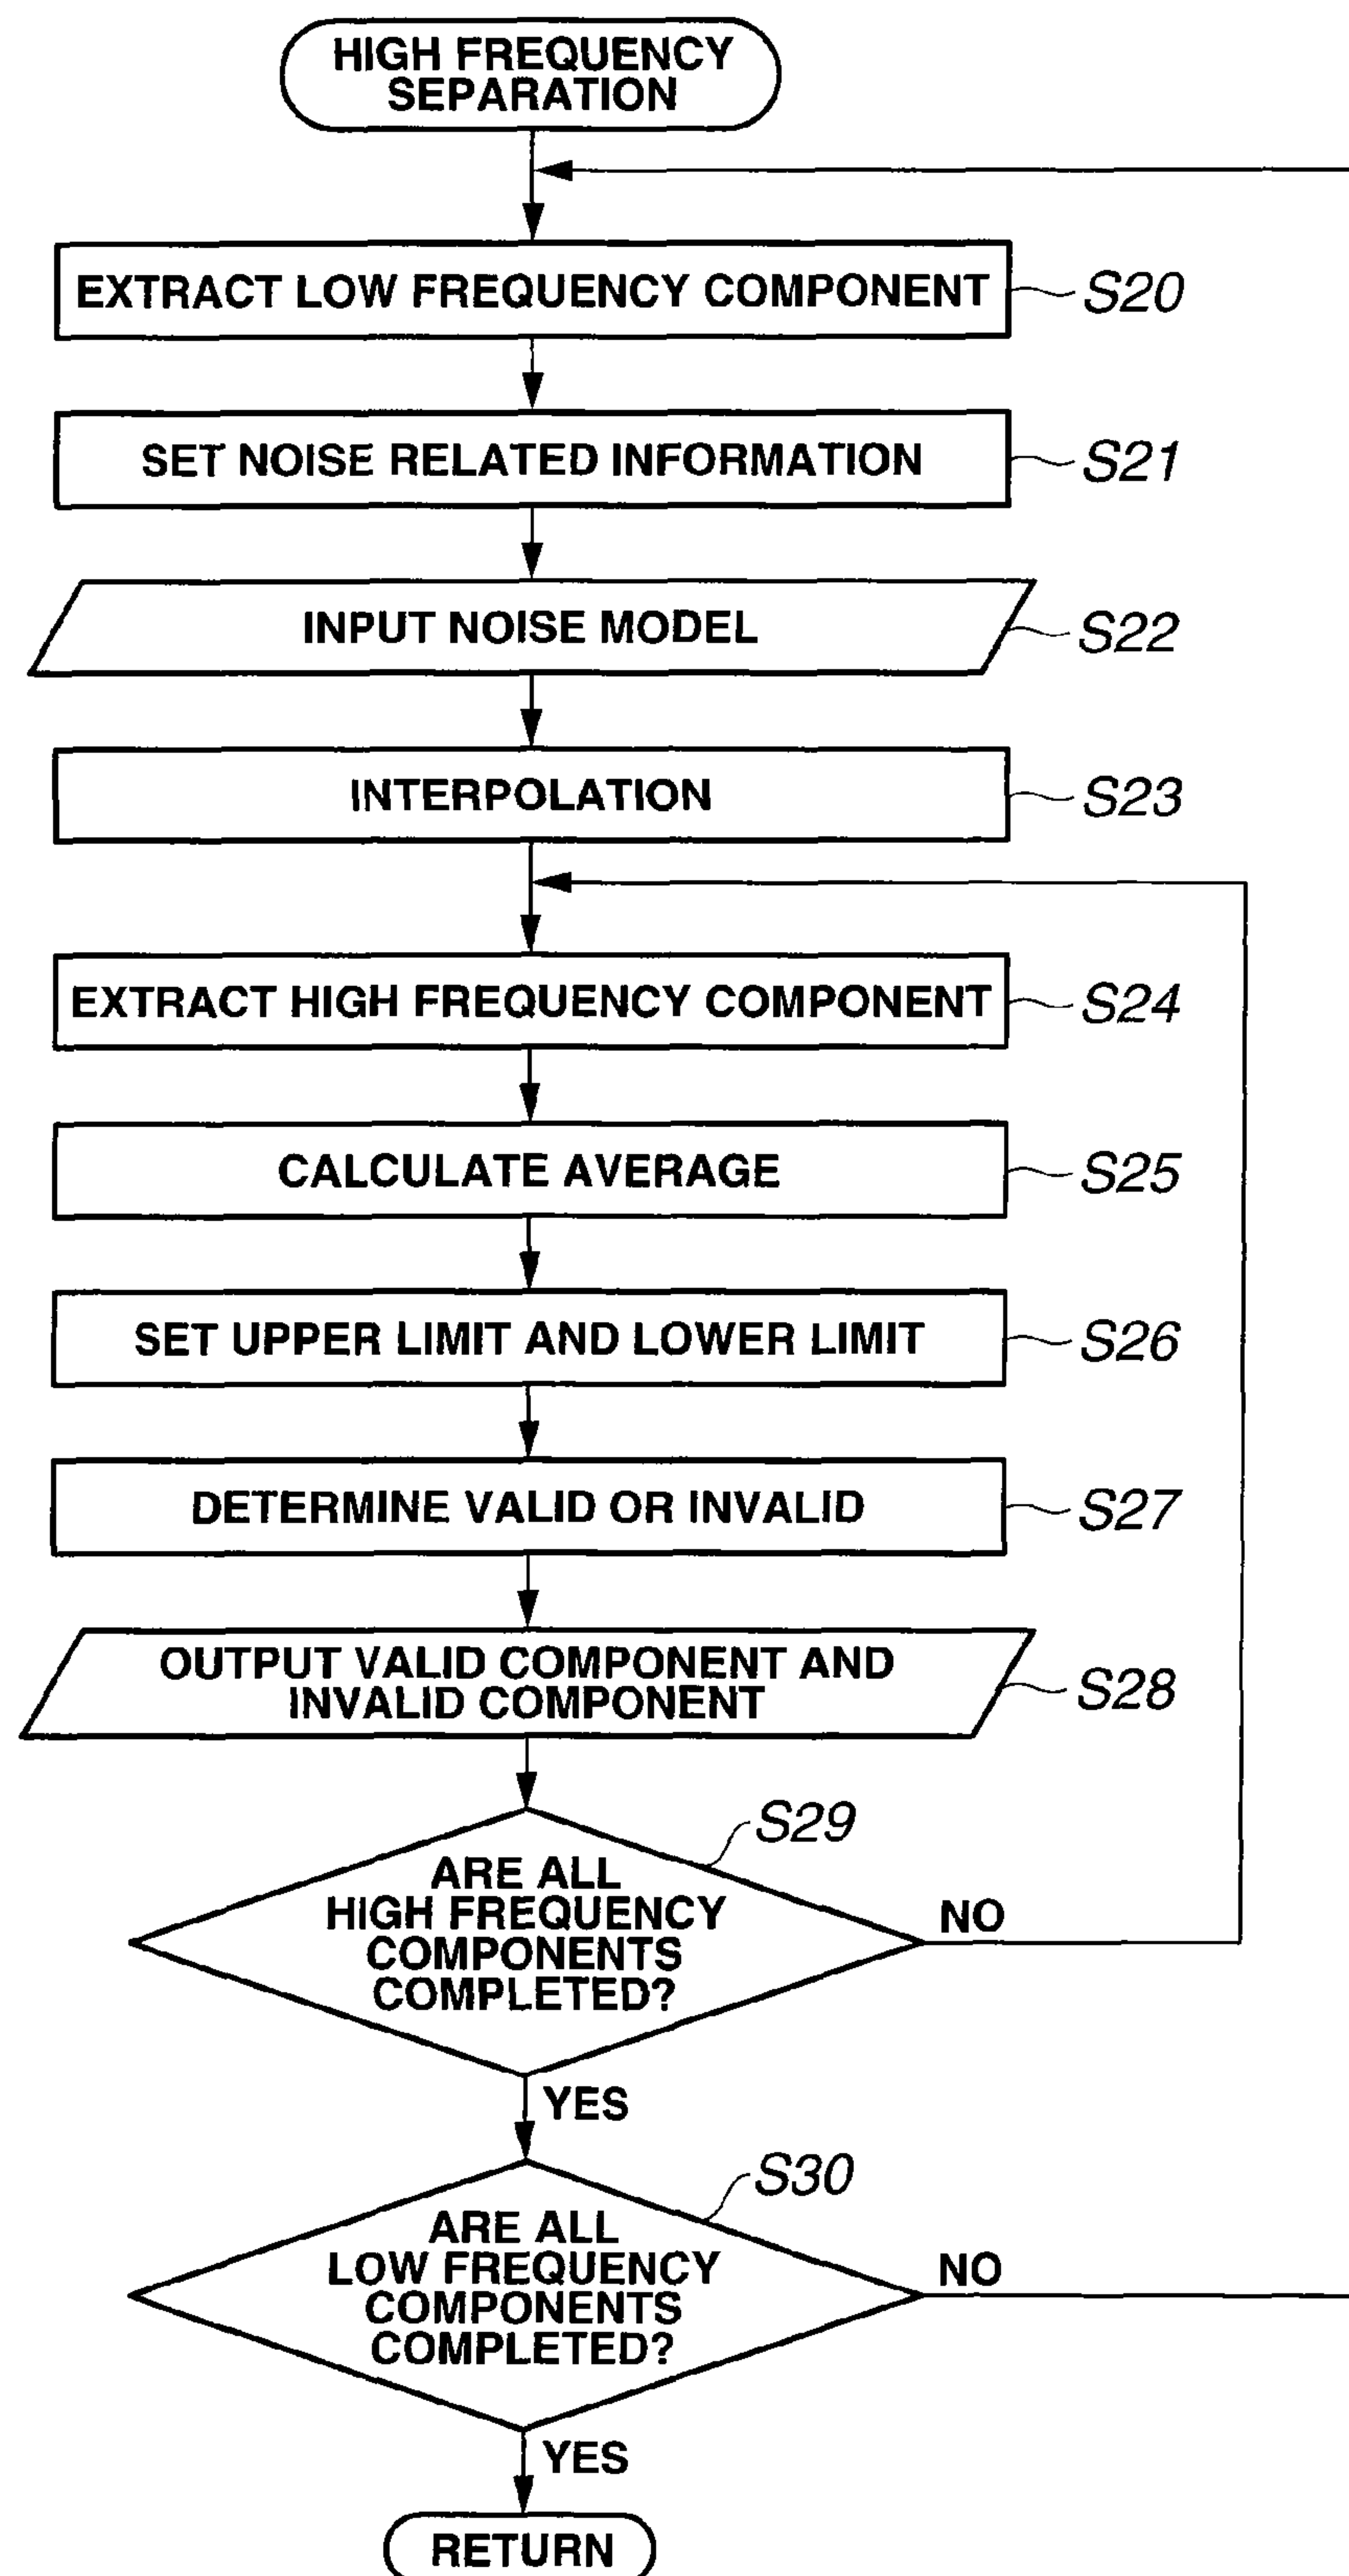 HIGH FREQUENCY
SEPARATION
EXTRACT LOW FREQUENCY COMPONENT
S20
SET NOISE RELATED INFORMATION
S21
INPUT NOISE MODEL
S22
INTERPOLATION
S23
EXTRACT HIGH FREQUENCY COMPONENT
S24
CALCULATE AVERAGE
S25
SET UPPER LIMIT AND LOWER LIMIT
S26
DETERMINE VALID OR INVALID
S27
OUTPUT VALID COMPONENT AND
INVALID COMPONENT
S28
S29
ARE ALL
HIGH FREQUENCY
COMPONENTS
COMPLETED?
NO
YES
S30
ARE ALL
LOW FREQUENCY
COMPONENTS
COMPLETED?
NO
YES
RETURN